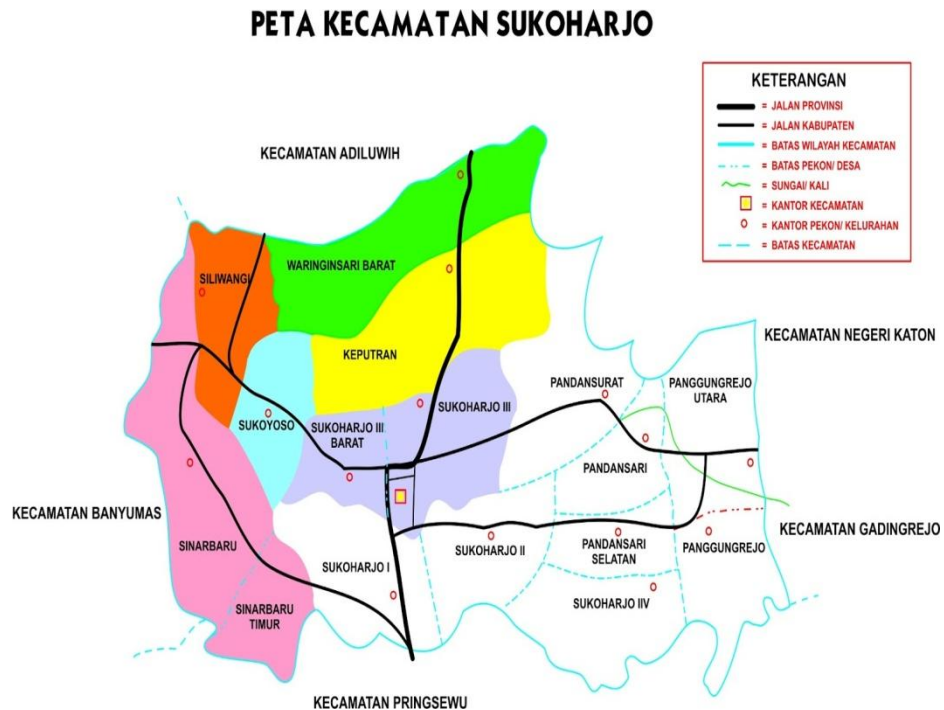 PETA KECAMATAN SUKOHARJO
KETERANGAN
= JALAN PROVINSI
= JALAN KABUPATEN
= BATAS WILAYAH KECAMATAN
= BATAS PEKON/ DESA
= SUNGAI/ KALI
= KANTOR KECAMATAN
= KANTOR PEKON/ KELURAHAN
= BATAS KECAMATAN
KECAMATAN ADILUWIH
SILIWANGI
WARINGINSARI BARAT
KECAMATAN NEGERI KATON
KEPUTRAN
PANDANSURAT
PANGGUNGREJO
UTARA
SUKOYOSO
SUKOHARJO III
BARAT
SUKOHARJO III
PANDANSARI
KECAMATAN BANYUMAS
KECAMATAN GADINGREJO
SINARBARU
SUKOHARJO I
SUKOHARJO II
PANDANSARI
SELATAN
PANGGUNGREJO
SINARBARU
TIMUR
SUKOHARJO IIV
KECAMATAN PRINGSEWU